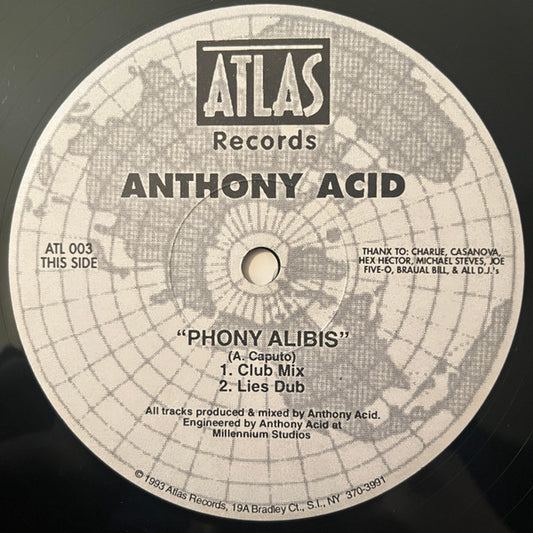 ATLAS
Records
ANTHONY ACID
ATL 003
THIS SIDE
THANX TO: CHARLIE, CASANOVA,
HEX HECTOR, MICHAEL STEVES, JOE
FIVE-O, BRAUAL BILL, & ALL D.J.'s
"PHONY ALIBIS"
(A. Caputo)
1. Club Mix
2. Lies Dub
All tracks produced & mixed by Anthony Acid.
Engineered by Anthony Acid at
Millennium Studios
© 1993 Atlas Records, 19A Bradley Ct., S.I., NY 370-3991